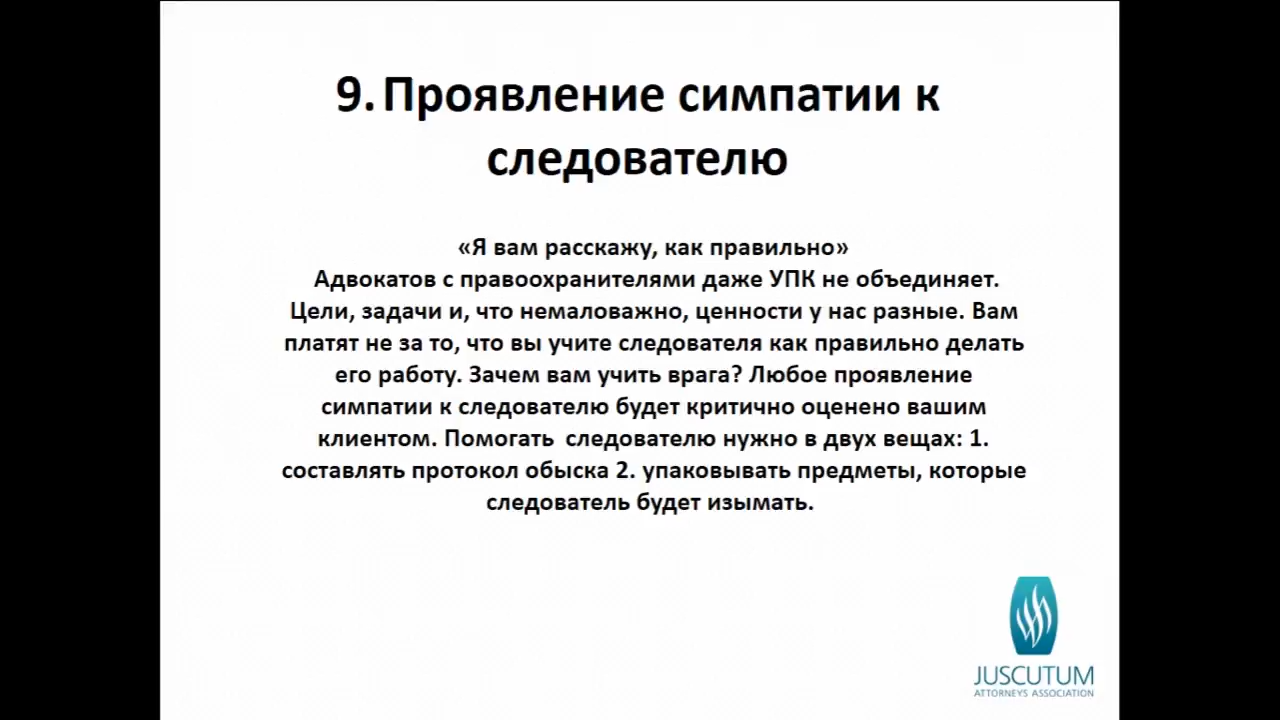 9. Проявление симпатии к
следователю
«Я вам расскажу, как правильно»
Адвокатов с правоохранителями даже УПК не объединяет.
Цели, задачи и, что немаловажно, ценности у нас разные. Вам
платят не за то, что вы учите следователя как правильно делать
его работу. Зачем вам учить врага? Любое проявление
симпатии к следователю будет критично оценено вашим
клиентом. Помогать следователю нужно в двух вещах: 1.
составлять протокол обыска 2. упаковывать предметы, которые
следователь будет изымать.
JUSCUTUM
ATTORNEYS ASSOCIATION